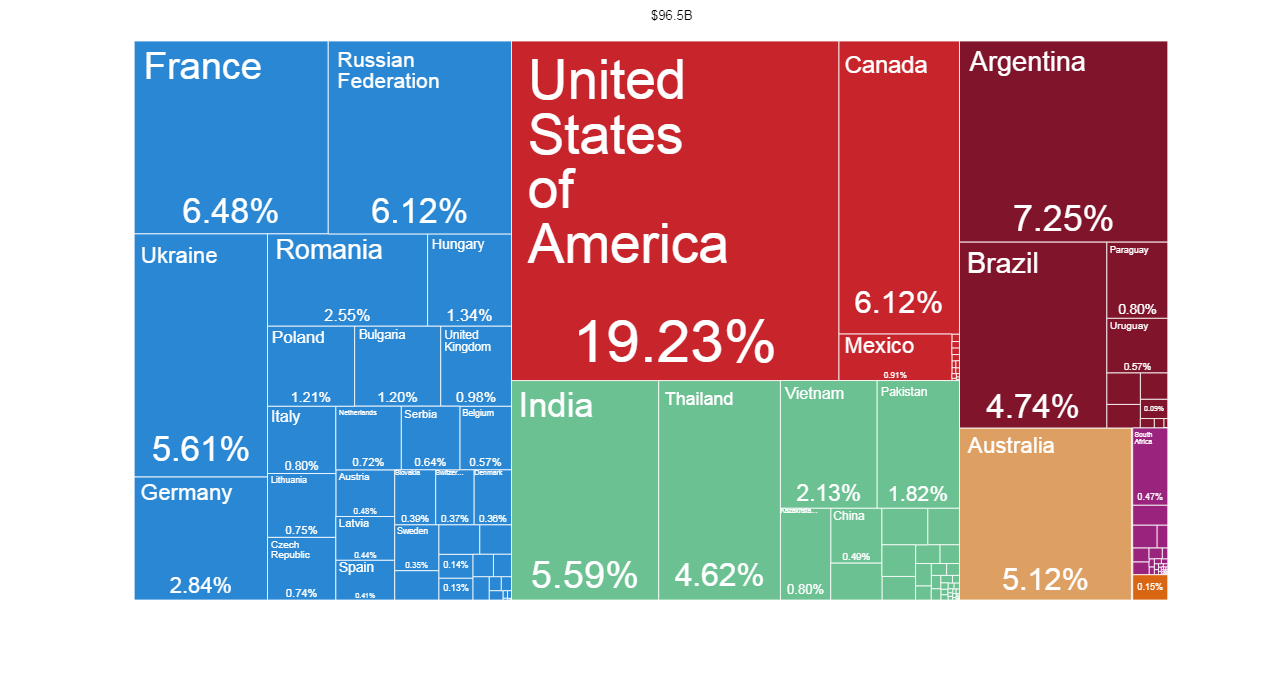 $96.5B
France
6.48%
Russian
Federation
6.12%
Ukraine
5.61%
Germany
2.84%
Romania
2.55%
Hungary
1.34%
Poland
1.21%
Bulgaria
1.20%
United
Kingdom
0.98%
Italy
0.80%
Netherlands
0.72%
Serbia
0.64%
Belgium
0.57%
Lithuania
0.75%
Czech
Republic
0.74%
Austria
0.48%
Latvia
0.44%
Spain
0.41%
Slovakia
0.39%
Switzer...
0.37%
Denmark
0.36%
Sweden
0.35%
0.14%
0.13%
United
States
of
America
19.23%
Canada
6.12%
Mexico
0.91%
India
5.59%
Thailand
4.62%
Vietnam
2.13%
Pakistan
1.82%
Kazakhsta...
0.80%
China
0.49%
Argentina
7.25%
Brazil
4.74%
Paraguay
0.80%
Uruguay
0.57%
0.09%
Australia
5.12%
South
Africa
0.47%
0.15%